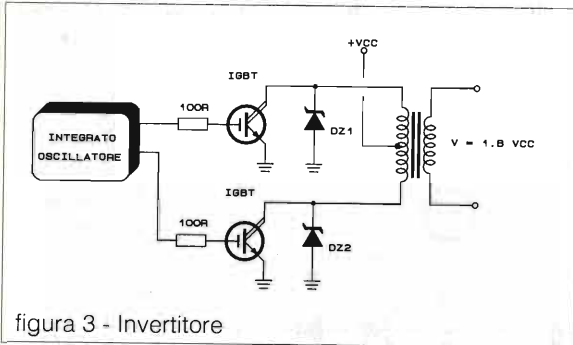 +VCC
IGBT
100R
DZ1
INTEGRATO
OSCILLATORE
V = 1.8 VCC
IGBT
100R
DZ2
figura 3 - Invertitore